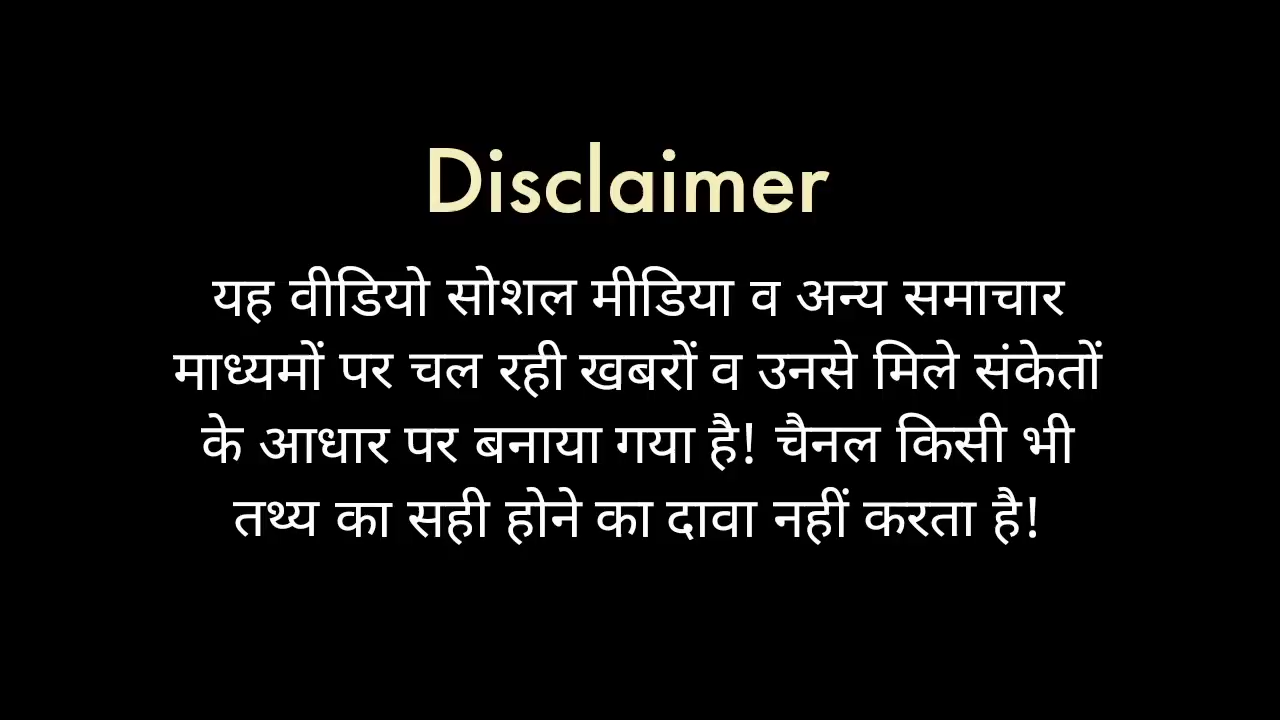 Disclaimer
यह वीडियो सोशल मीडिया व अन्य समाचार
माध्यमों पर चल रही खबरों व उनसे मिले संकेतों
के आधार पर बनाया गया है! चैनल किसी भी
तथ्य का सही होने का दावा नहीं करता है!